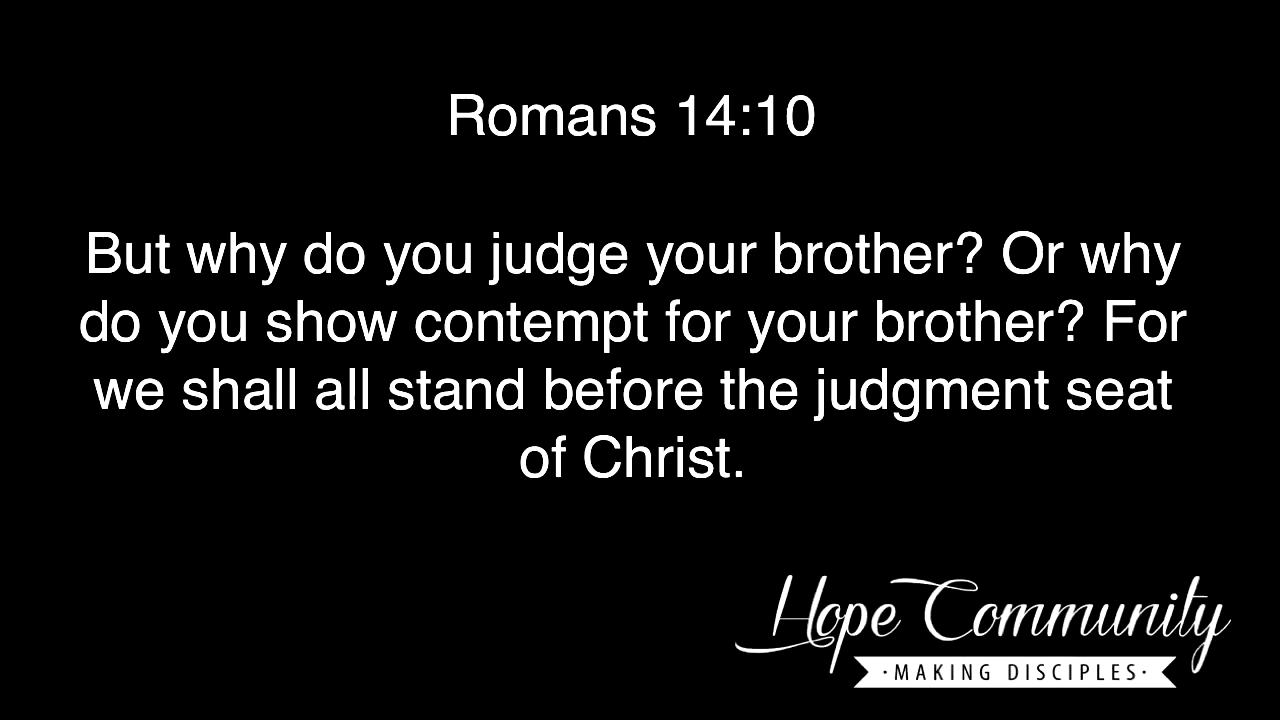 Romans 14:10
But why do you judge your brother? Or why
do you show contempt for your brother? For
we shall all stand before the judgment seat
of Christ.
Hope Community
·MAKING DISCIPLES·